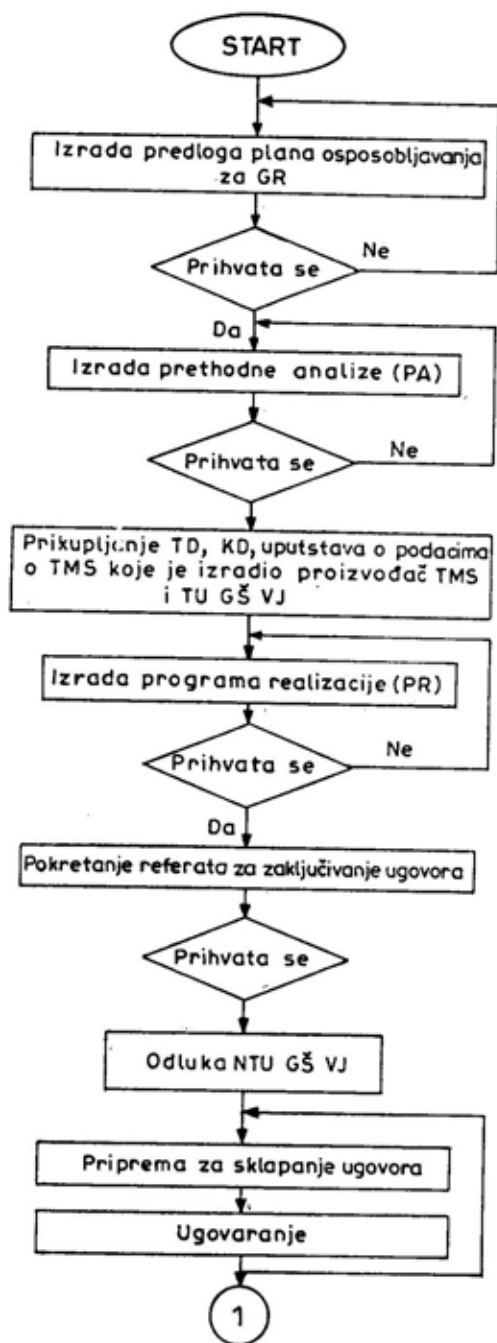 START
Izrada predloga plana osposobljavanja
za GR
Prihvata se
Ne
Da
Izrada prethodne analize (PA)
Prihvata se
Ne
Prikupljanje TD, KD, uputstava o podacima
o TMS koje je izradio proizvođač TMS
i TU GŠ VJ
Izrada programa realizacije (PR)
Prihvata se
Ne
Da
Pokretanje referata za zaključivanje ugovora
Prihvata se
Odluka NTU GŠ VJ
Priprema za sklapanje ugovora
Ugovaranje
1